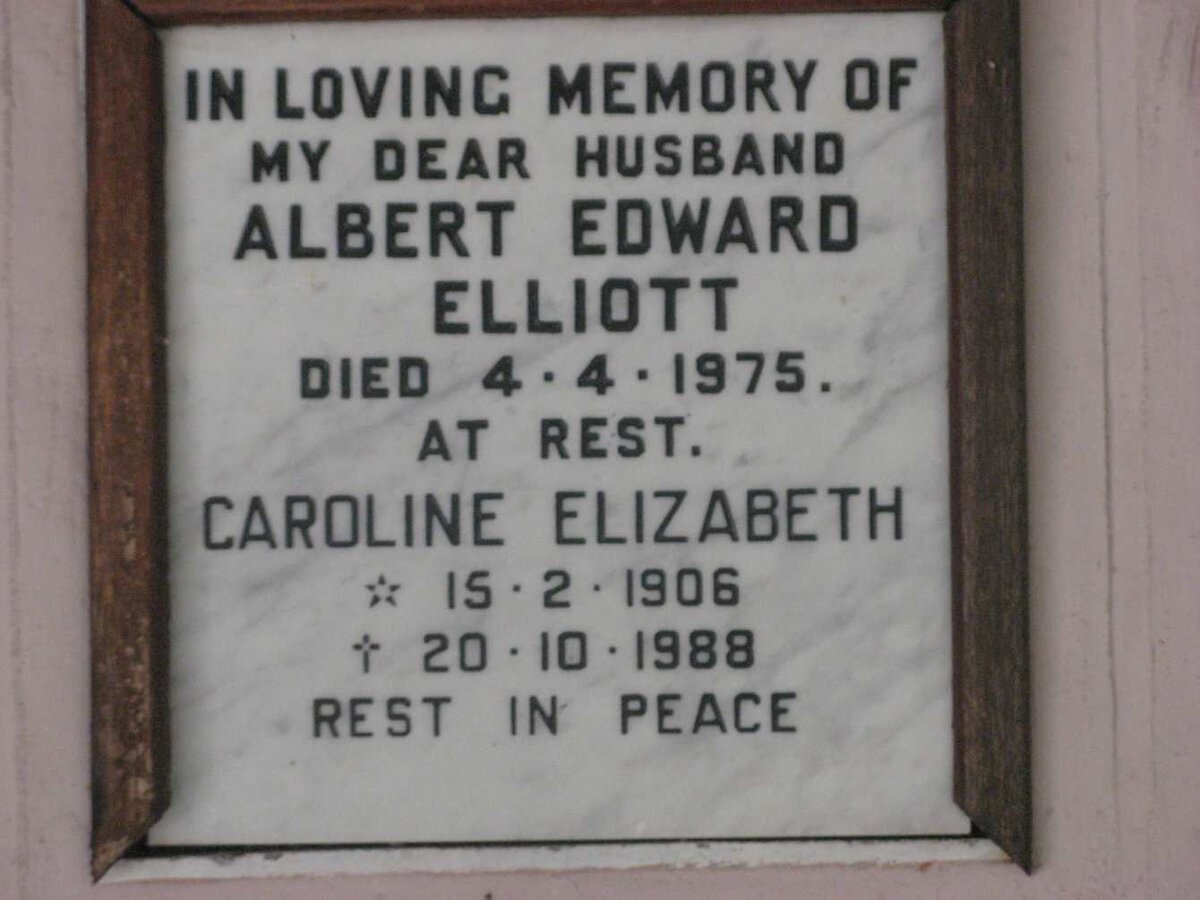 IN LOVING MEMORY OF
MY DEAR HUSBAND
ALBERT EDWARD
ELLIOTT
DIED 4·4·1975.
AT REST.
CAROLINE ELIZABETH
☆ 15·2·1906
† 20·10·1988
REST IN PEACE